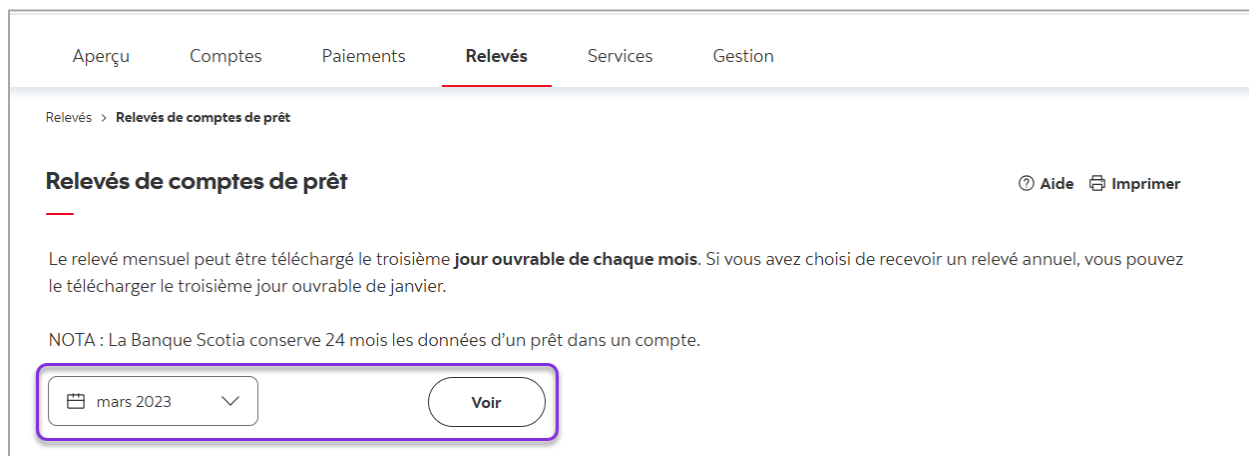 Aperçu Comptes Paiements Relevés Services Gestion
Relevés > Relevés de comptes de prêt
Relevés de comptes de prêt
Aide Imprimer
Le relevé mensuel peut être téléchargé le troisième jour ouvrable de chaque mois. Si vous avez choisi de recevoir un relevé annuel, vous pouvez
le télécharger le troisième jour ouvrable de janvier.
NOTA : La Banque Scotia conserve 24 mois les données d'un prêt dans un compte.
mars 2023 Voir